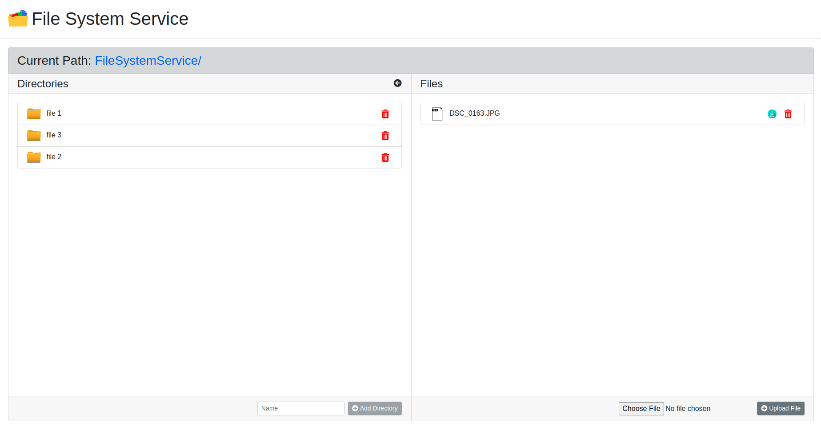 File System Service
Current Path: FileSystemService/
Directories
Files
file 1
file 3
file 2
DSC_0163.JPG
Name
Add Directory
Choose File No file chosen
Upload File